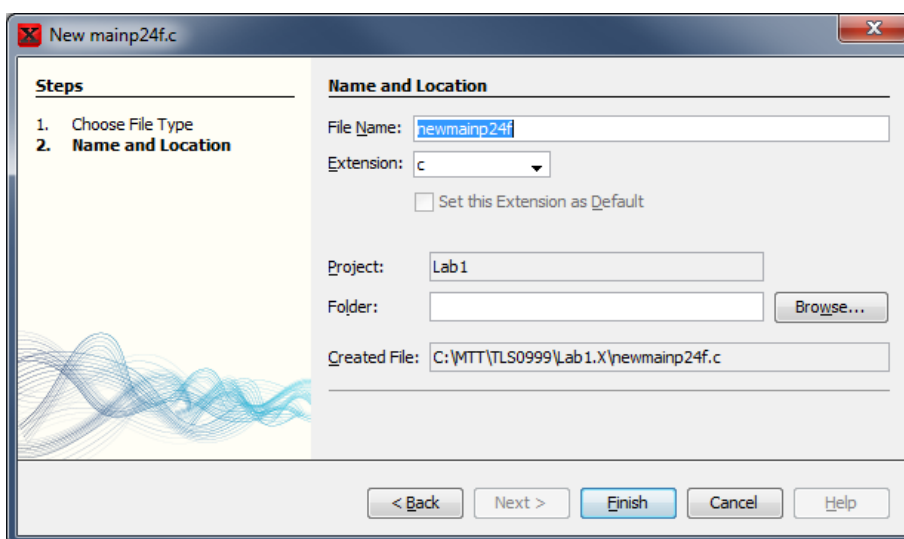 New mainp24f.c
X
Steps
1. Choose File Type
2. Name and Location
Name and Location
File Name: newmainp24f
Extension: c
Set this Extension as Default
Project: Lab1
Folder: Browse...
Created File: C:\MTT\TLS0999\Lab1.X\newmainp24f.c
< Back Next > Finish Cancel Help